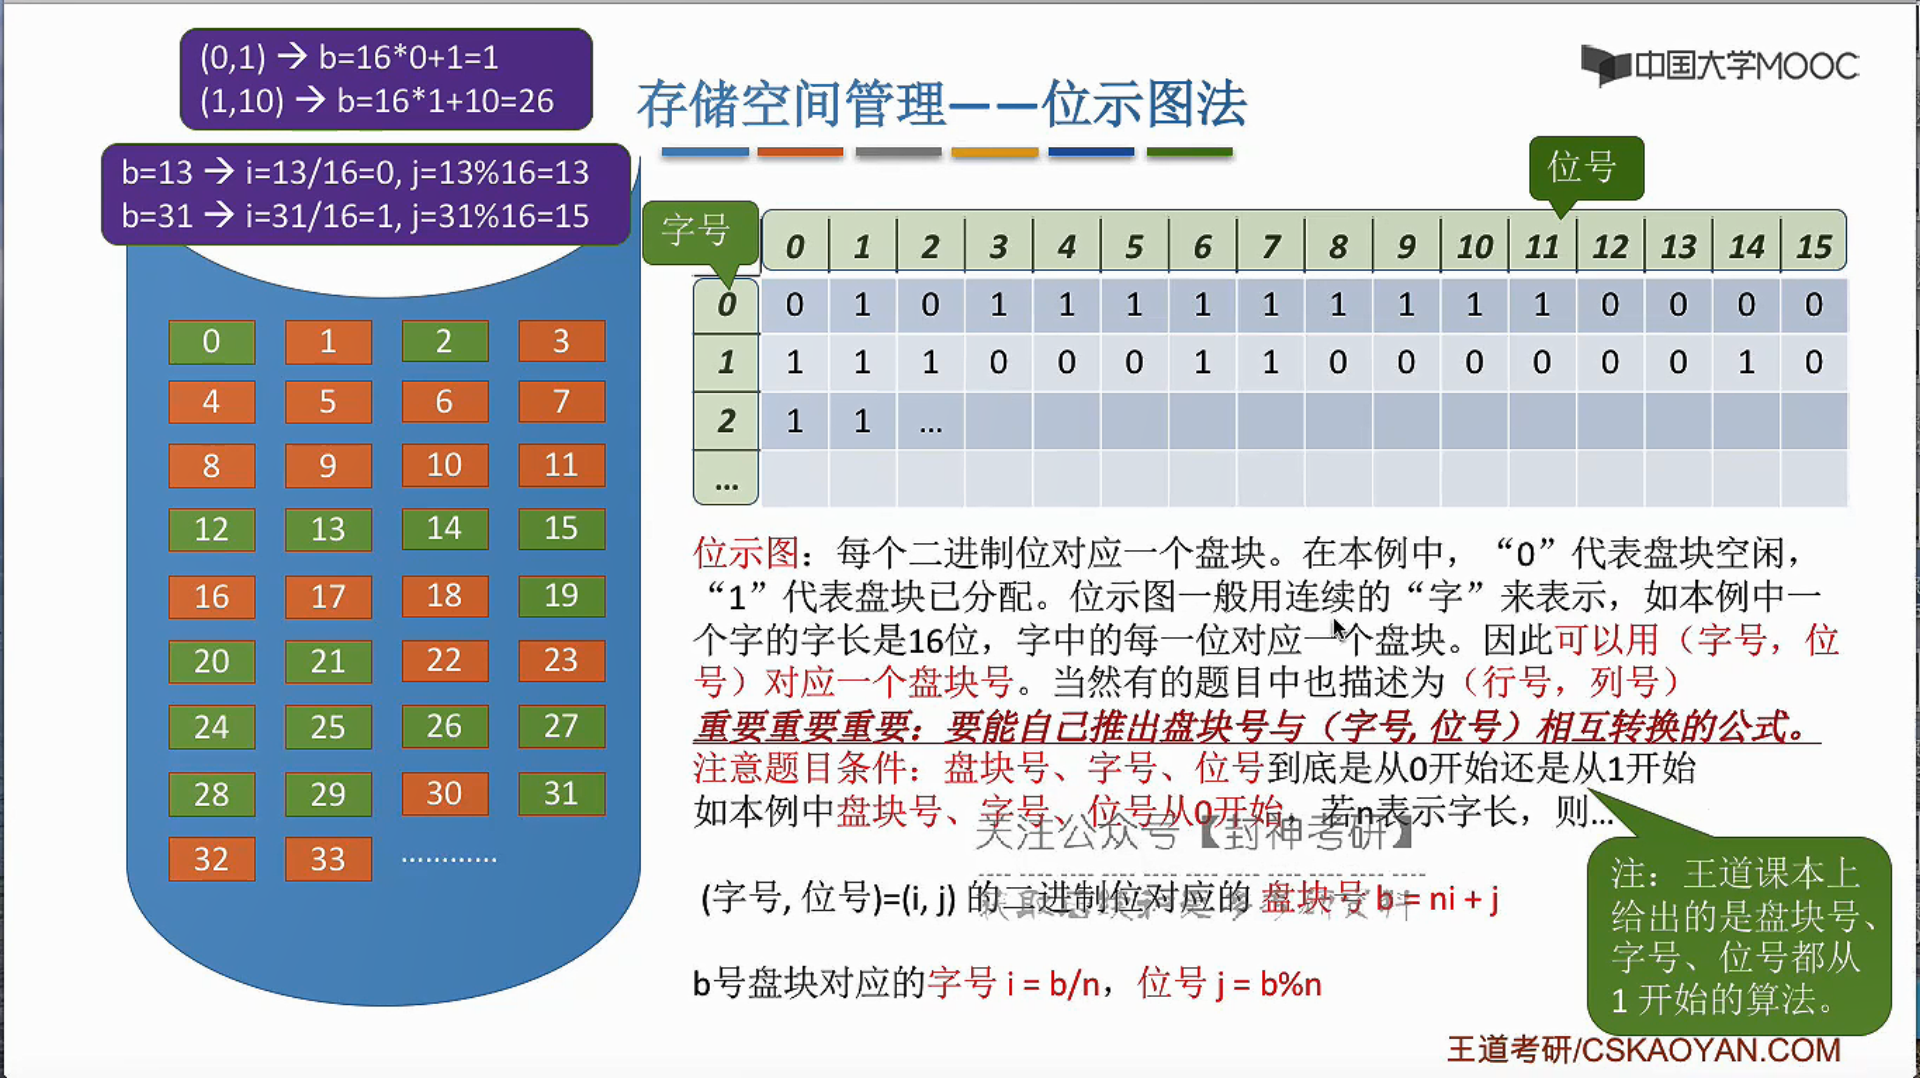 (0,1) → b=16*0+1=1
(1,10) → b=16*1+10=26
b=13 → i=13/16=0, j=13%16=13
b=31 → i=31/16=1, j=31%16=15
存储空间管理——位示图法
中国大学MOOC
字号
位号
0 1 2 3 4 5 6 7 8 9 10 11 12 13 14 15
0 0 1 0 1 1 1 1 1 1 1 1 1 0 0 0 0
1 1 1 1 0 0 0 1 1 0 0 0 0 0 0 1 0
2 1 1 …
…
0 1 2 3
4 5 6 7
8 9 10 11
12 13 14 15
16 17 18 19
20 21 22 23
24 25 26 27
28 29 30 31
32 33 …………
位示图：每个二进制位对应一个盘块。在本例中，“0”代表盘块空闲，
“1”代表盘块已分配。位示图一般用连续的“字”来表示，如本例中一
个字的字长是16位，字中的每一位对应一个盘块。因此可以用（字号，位
号）对应一个盘块号。当然有的题目中也描述为（行号，列号）
重要重要重要：要能自己推出盘块号与（字号, 位号）相互转换的公式。
注意题目条件：盘块号、字号、位号到底是从0开始还是从1开始
如本例中盘块号、字号、位号从0开始，若n表示字长，则...
关注公众号【封神考研】
(字号, 位号)=(i, j) 的二进制位对应的 盘块号 b = ni + j
b号盘块对应的字号 i = b/n，位号 j = b%n
注：王道课本上
给出的是盘块号、
字号、位号都从
1 开始的算法。
王道考研/CSKAOYAN.COM